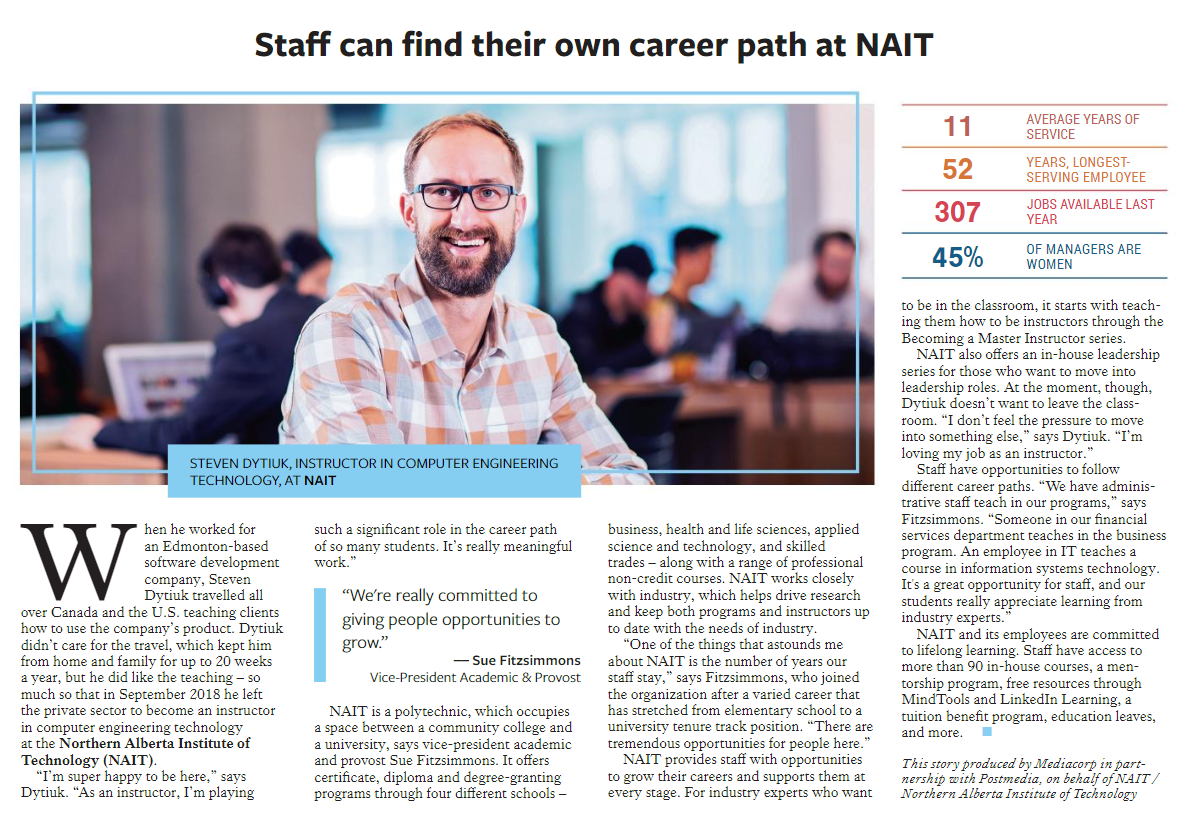 Staff can find their own career path at NAIT
STEVEN DYTIUK, INSTRUCTOR IN COMPUTER ENGINEERING
TECHNOLOGY, AT NAIT
11 AVERAGE YEARS OF
SERVICE
52 YEARS, LONGEST-
SERVING EMPLOYEE
307 JOBS AVAILABLE LAST
YEAR
45% OF MANAGERS ARE
WOMEN
When he worked for
an Edmonton-based
software development
company, Steven
Dytiuk travelled all
over Canada and the U.S. teaching clients
how to use the company’s product. Dytiuk
didn’t care for the travel, which kept him
from home and family for up to 20 weeks
a year, but he did like the teaching – so
much so that in September 2018 he left
the private sector to become an instructor
in computer engineering technology
at the Northern Alberta Institute of
Technology (NAIT).
“I’m super happy to be here,” says
Dytiuk. “As an instructor, I’m playing
such a significant role in the career path
of so many students. It’s really meaningful
work.”
“We’re really committed to
giving people opportunities to
grow.”
— Sue Fitzsimmons
Vice-President Academic & Provost
NAIT is a polytechnic, which occupies
a space between a community college and
a university, says vice-president academic
and provost Sue Fitzsimmons. It offers
certificate, diploma and degree-granting
programs through four different schools –
business, health and life sciences, applied
science and technology, and skilled
trades – along with a range of professional
non-credit courses. NAIT works closely
with industry, which helps drive research
and keep both programs and instructors up
to date with the needs of industry.
“One of the things that astounds me
about NAIT is the number of years our
staff stay,” says Fitzsimmons, who joined
the organization after a varied career that
has stretched from elementary school to a
university tenure track position. “There are
tremendous opportunities for people here.”
NAIT provides staff with opportunities
to grow their careers and supports them at
every stage. For industry experts who want
to be in the classroom, it starts with teach-
ing them how to be instructors through the
Becoming a Master Instructor series.
NAIT also offers an in-house leadership
series for those who want to move into
leadership roles. At the moment, though,
Dytiuk doesn’t want to leave the class-
room. “I don’t feel the pressure to move
into something else,” says Dytiuk. “I’m
loving my job as an instructor.”
Staff have opportunities to follow
different career paths. “We have adminis-
trative staff teach in our programs,” says
Fitzsimmons. “Someone in our financial
services department teaches in the business
program. An employee in IT teaches a
course in information systems technology.
It's a great opportunity for staff, and our
students really appreciate learning from
industry experts.”
NAIT and its employees are committed
to lifelong learning. Staff have access to
more than 90 in-house courses, a men-
torship program, free resources through
MindTools and LinkedIn Learning, a
tuition benefit program, education leaves,
and more.
This story produced by Mediacorp in part-
nership with Postmedia, on behalf of NAIT /
Northern Alberta Institute of Technology